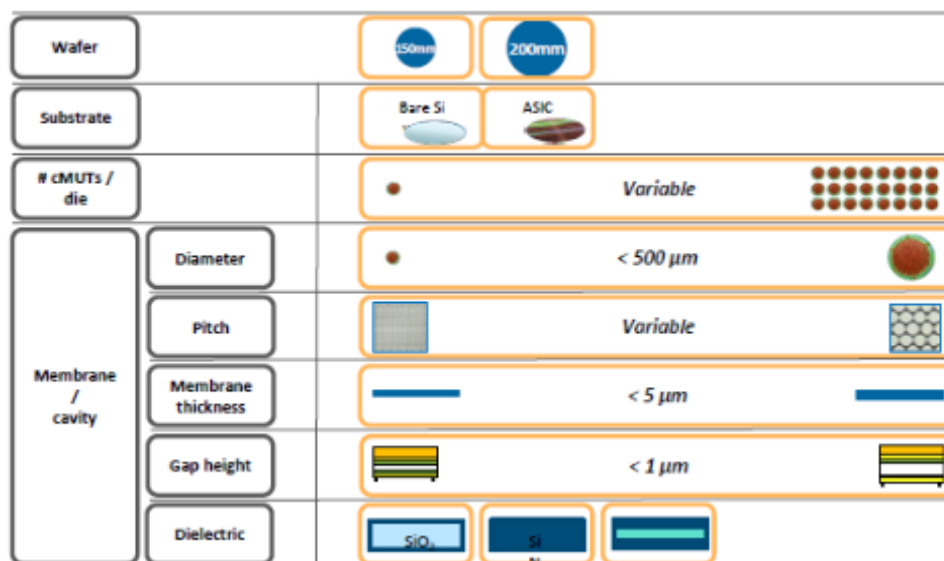 Wafer
150mm
200mm
Substrate
Bare Si
ASIC
# cMUTs /
die
Variable
Diameter
< 500 µm
Pitch
Variable
Membrane
/
cavity
Membrane
thickness
< 5 µm
Gap height
< 1 µm
Dielectric
SiO₂
Si